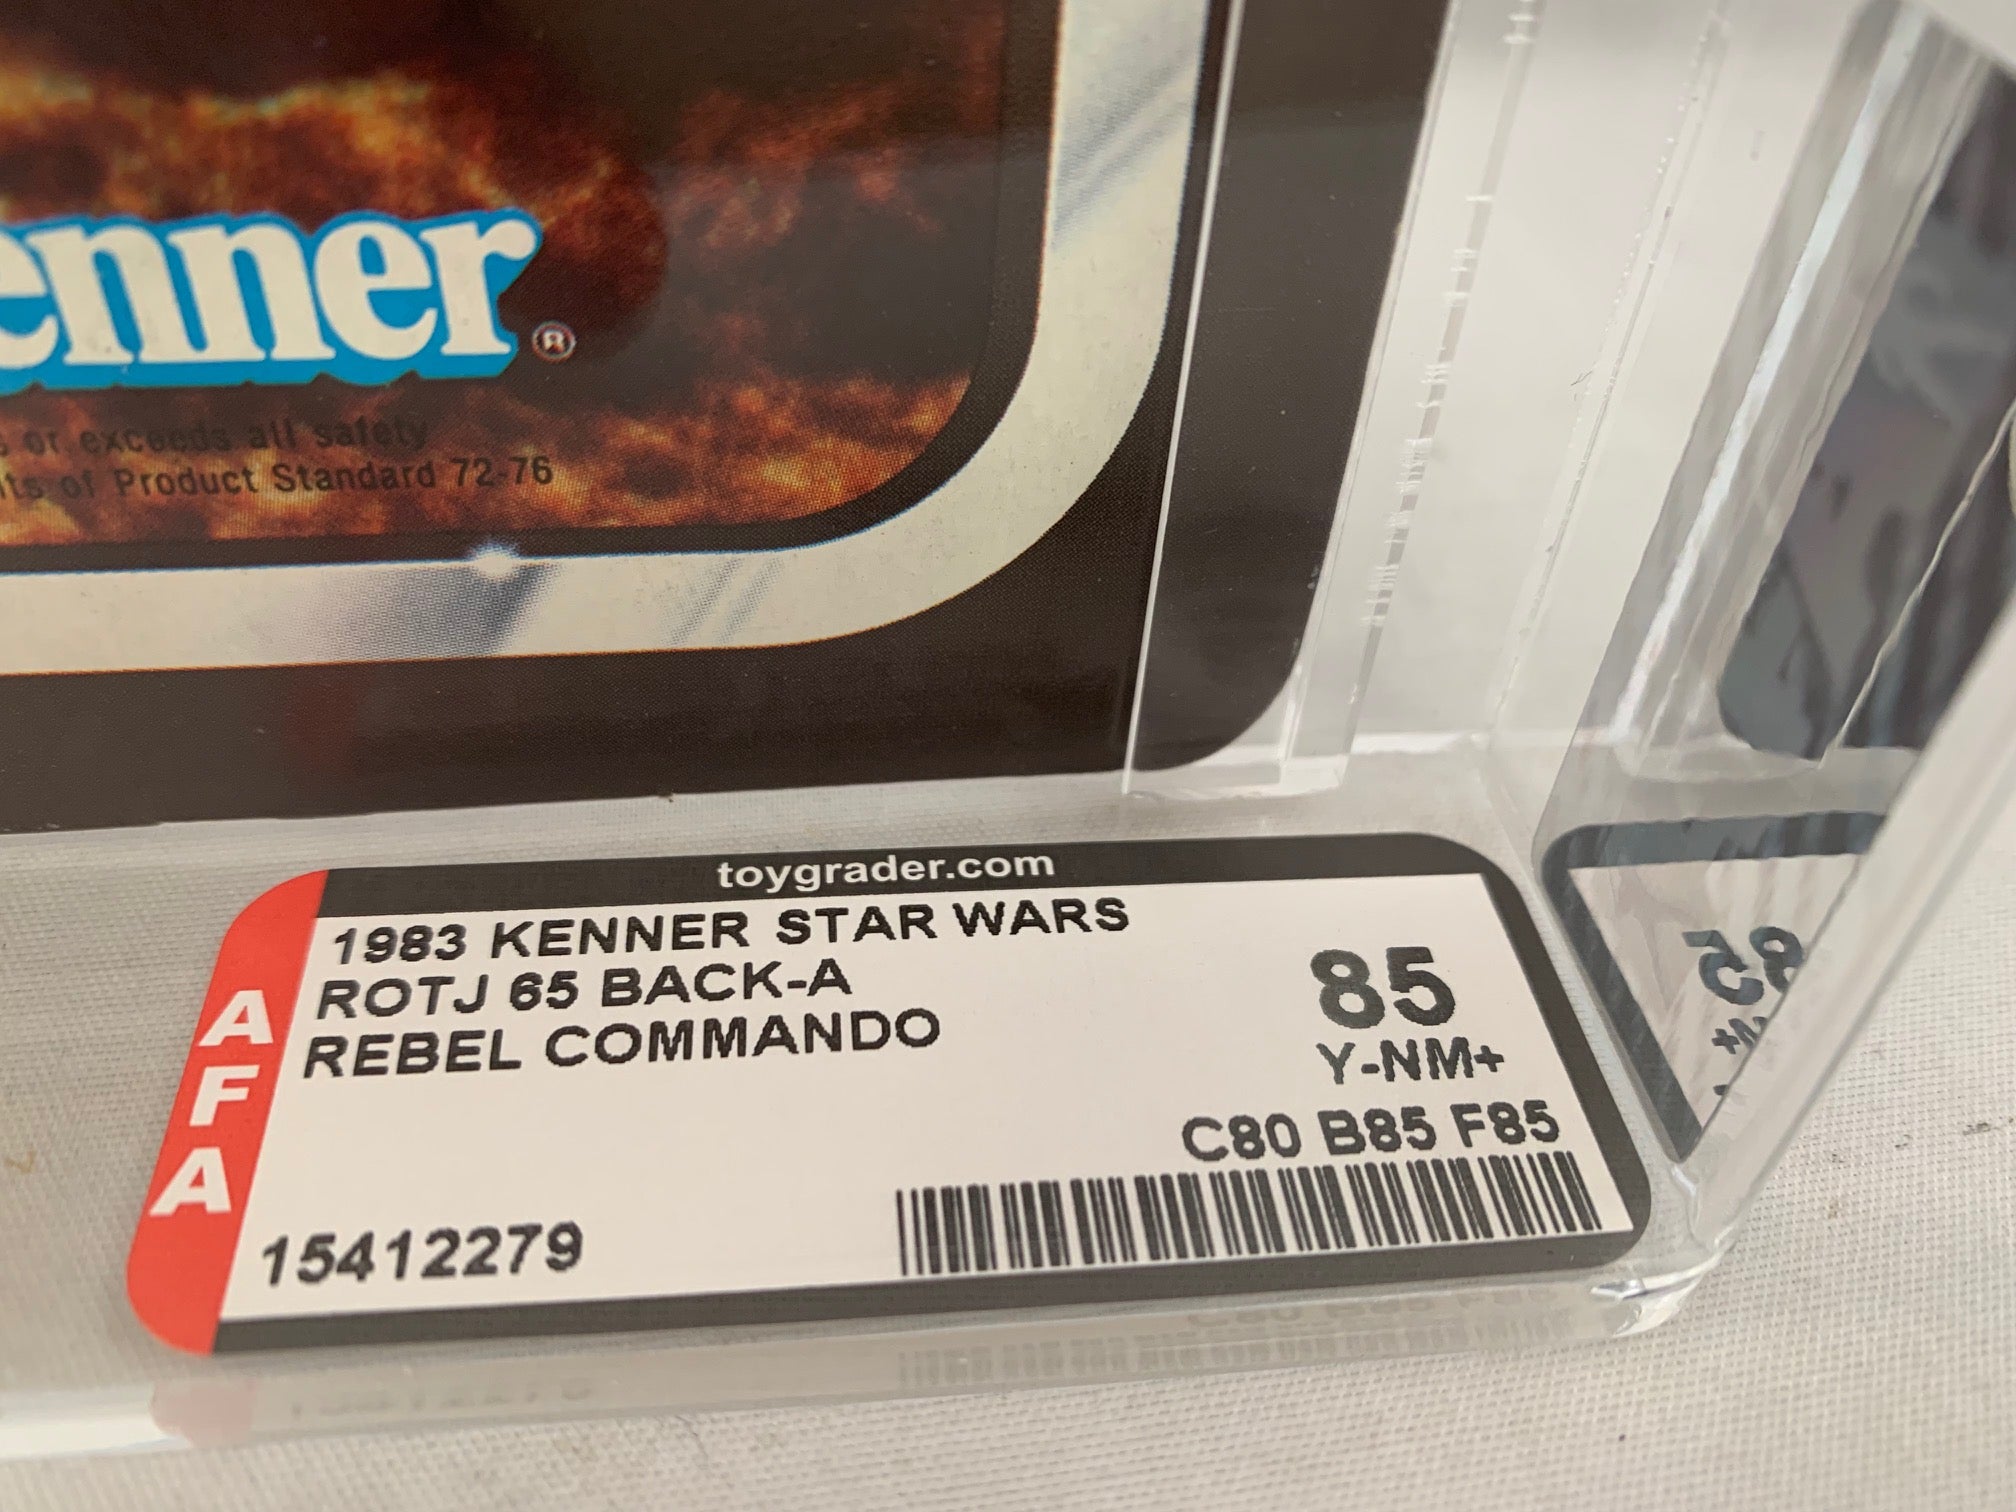 enner®
or exceeds all safety
ts of Product Standard 72-76
toygrader.com
AFA
1983 KENNER STAR WARS
ROTJ 65 BACK-A
REBEL COMMANDO
85
Y-NM+
C80 B85 F85
15412279